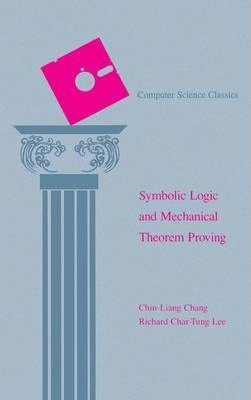 Computer Science Classics
Symbolic Logic
and Mechanical
Theorem Proving
Chin-Liang Chang
Richard Char-Tung Lee